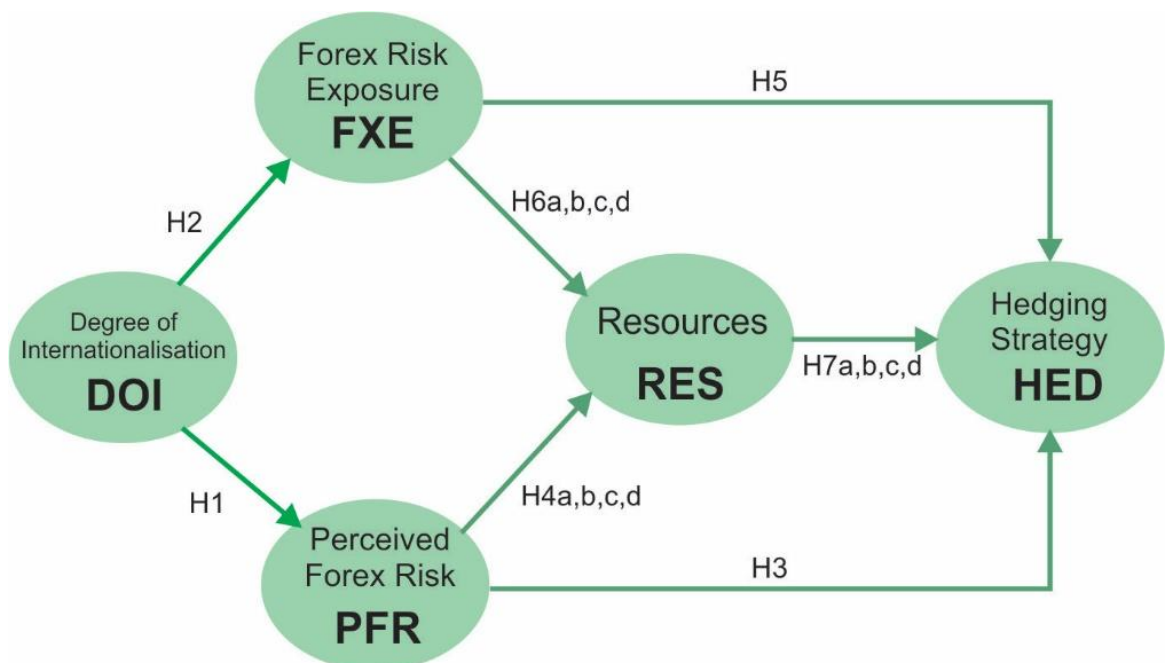 Forex Risk
Exposure
FXE
H5
H6a,b,c,d
H2
Degree of
Internationalisation
DOI
Resources
RES
H7a,b,c,d
Hedging
Strategy
HED
H1
H4a,b,c,d
Perceived
Forex Risk
PFR
H3